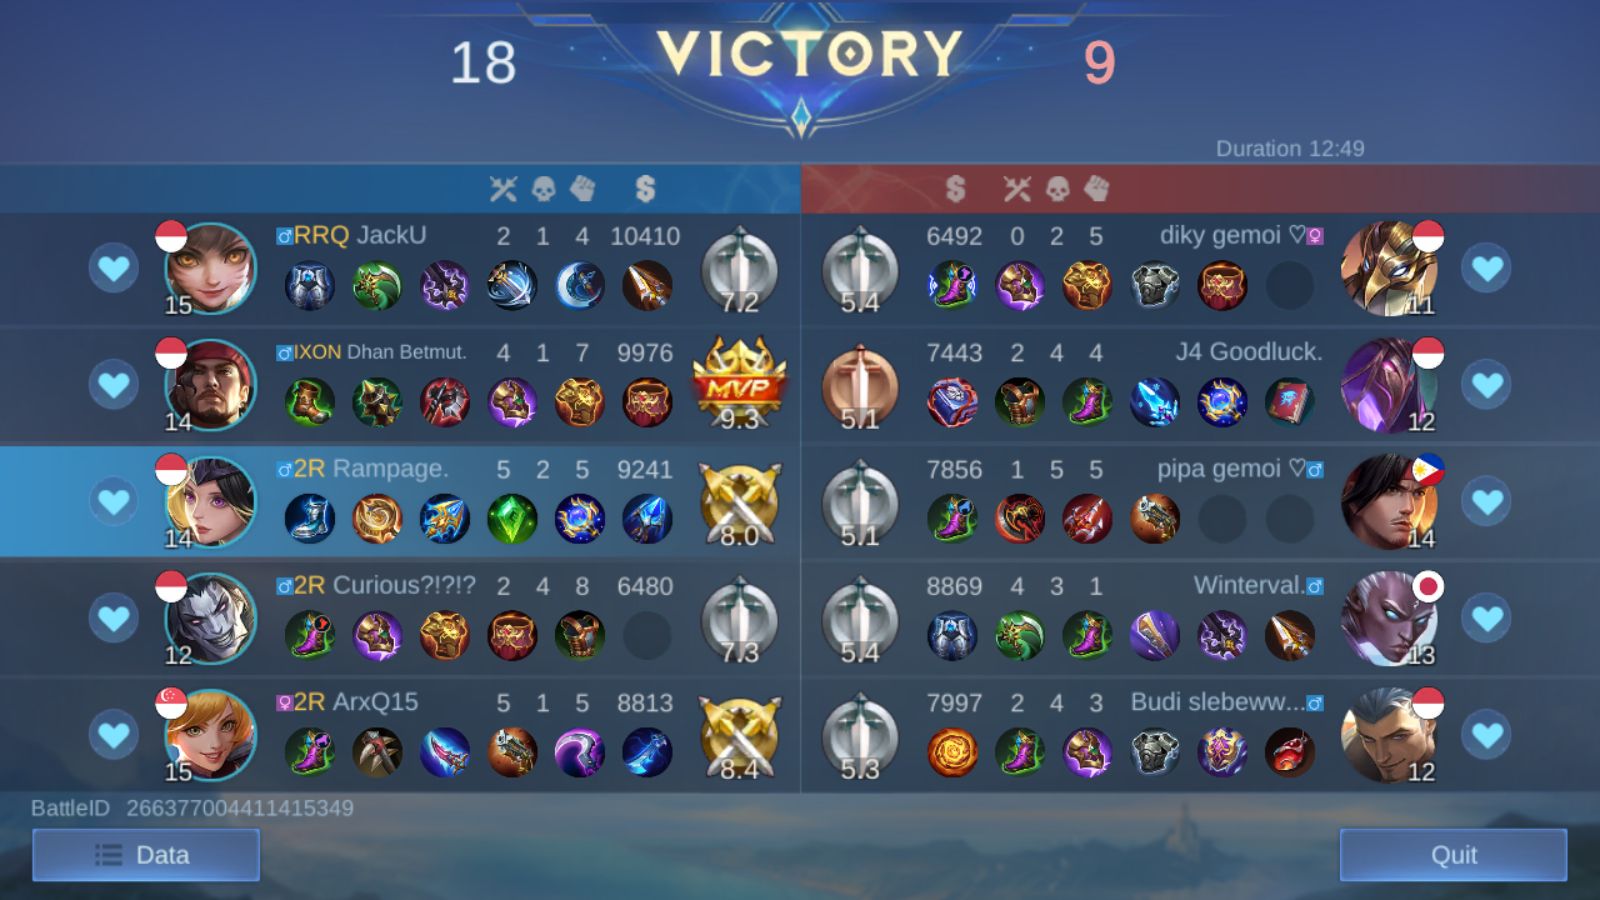 18 VICTORY 9
Duration 12:49
RRQ JackU 2 1 4 10410
15 7.2
6492 0 2 5 diky gemoi ♡
5.4 11
IXON Dhan Betmut. 4 1 7 9976
MVP
14 9.3
7443 2 4 4 J4 Goodluck.
5.1 12
2R Rampage. 5 2 5 9241
14 8.0
7856 1 5 5 pipa gemoi ♡
5.1 14
2R Curious?!?!? 2 4 8 6480
12 7.3
8869 4 3 1 Winterval.
5.4 13
2R ArxQ15 5 1 5 8813
15 8.4
7997 2 4 3 Budi slebeww...
5.3 12
BattleID 266377004411415349
Data
Quit